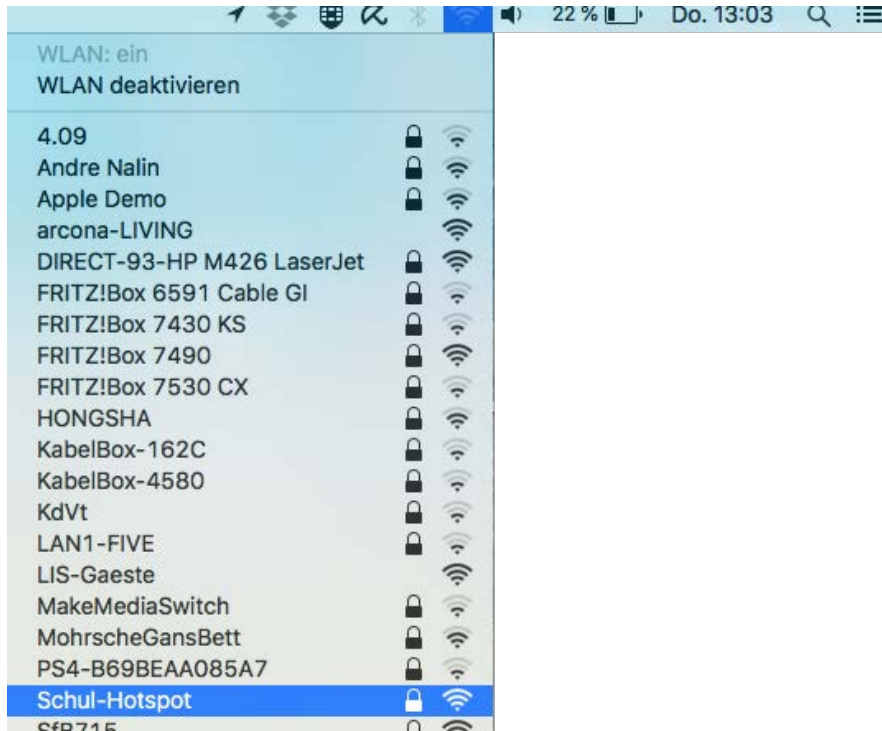 22 % Do. 13:03
WLAN: ein
WLAN deaktivieren
4.09
Andre Nalin
Apple Demo
arcona-LIVING
DIRECT-93-HP M426 LaserJet
FRITZ!Box 6591 Cable GI
FRITZ!Box 7430 KS
FRITZ!Box 7490
FRITZ!Box 7530 CX
HONGSHA
KabelBox-162C
KabelBox-4580
KdVt
LAN1-FIVE
LIS-Gaeste
MakeMediaSwitch
MohrscheGansBett
PS4-B69BEAA085A7
Schul-Hotspot